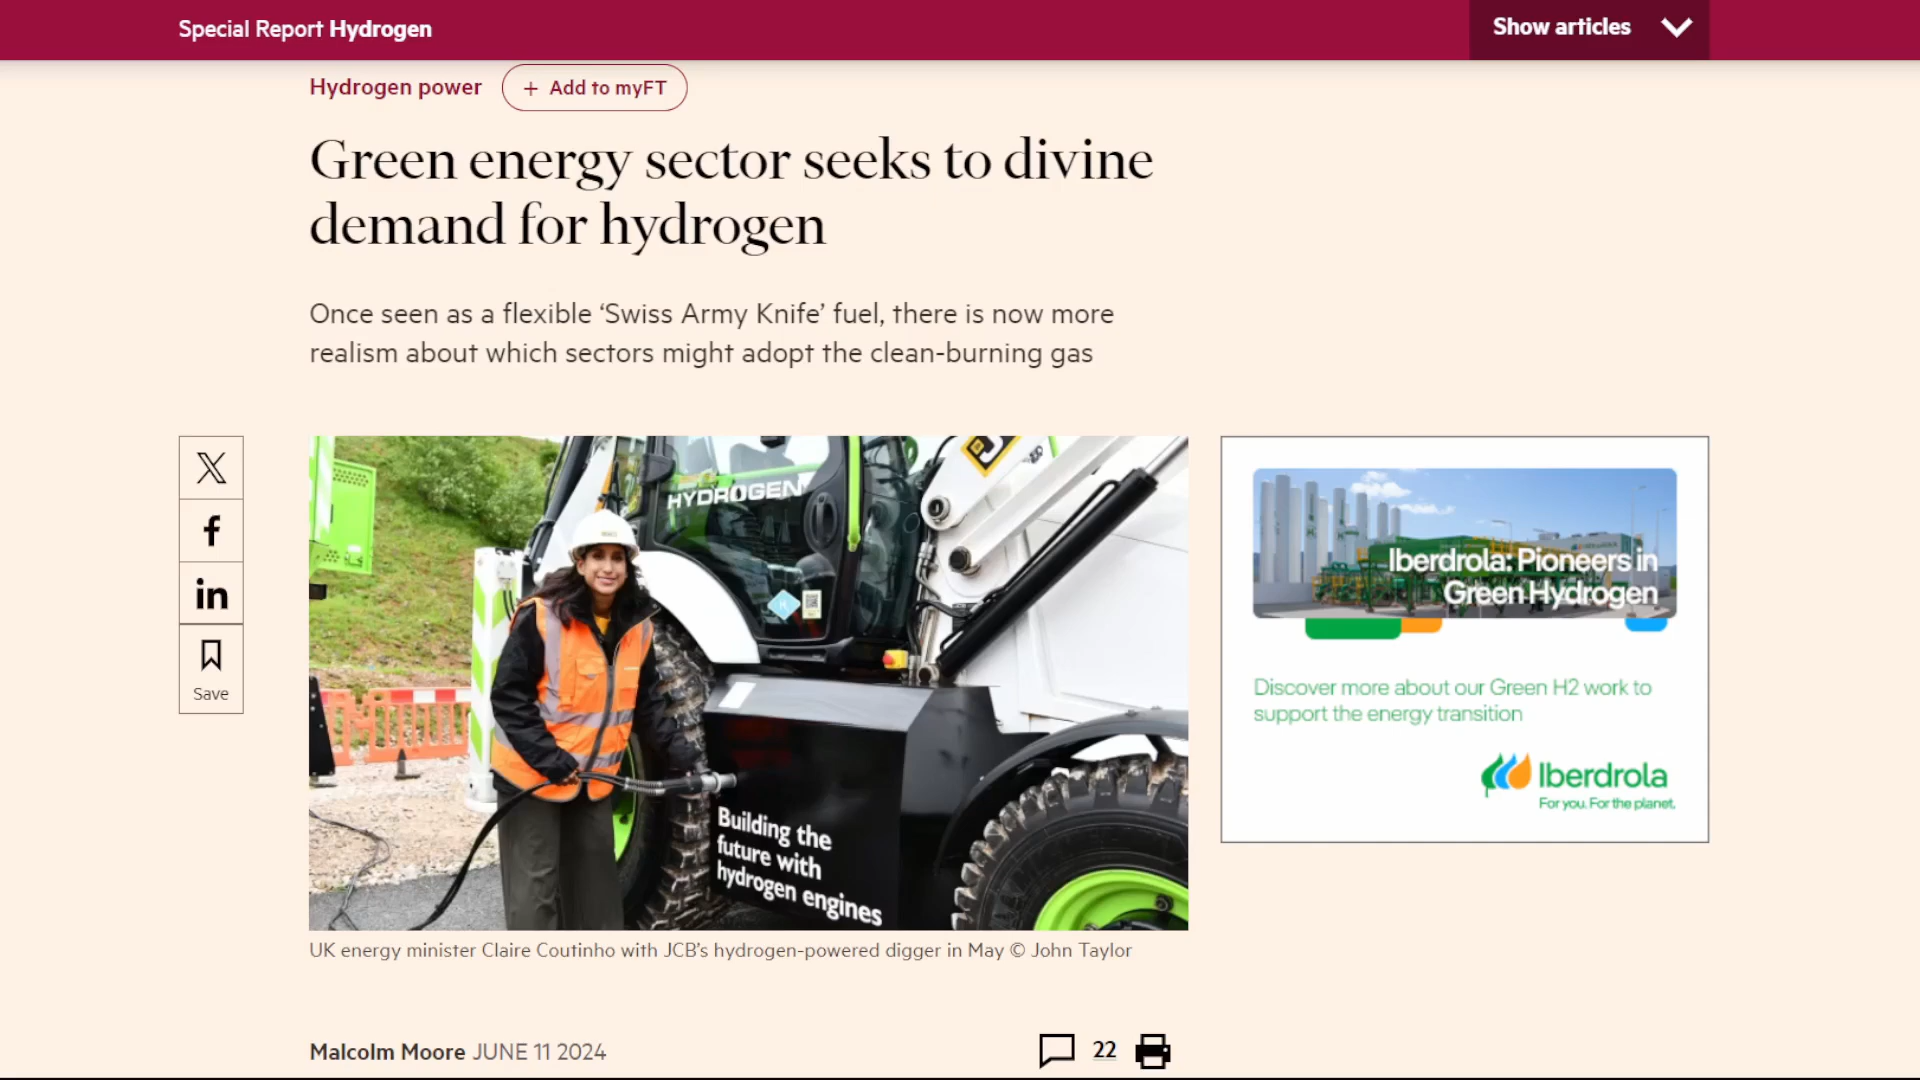 Special Report Hydrogen
Show articles
Hydrogen power
+ Add to myFT
Green energy sector seeks to divine
demand for hydrogen
Once seen as a flexible ‘Swiss Army Knife’ fuel, there is now more
realism about which sectors might adopt the clean-burning gas
Save
HYDROGEN
Building the
future with
hydrogen engines
Iberdrola: Pioneers in
Green Hydrogen
Discover more about our Green H2 work to
support the energy transition
Iberdrola
For you. For the planet.
UK energy minister Claire Coutinho with JCB’s hydrogen-powered digger in May © John Taylor
Malcolm Moore JUNE 11 2024
22